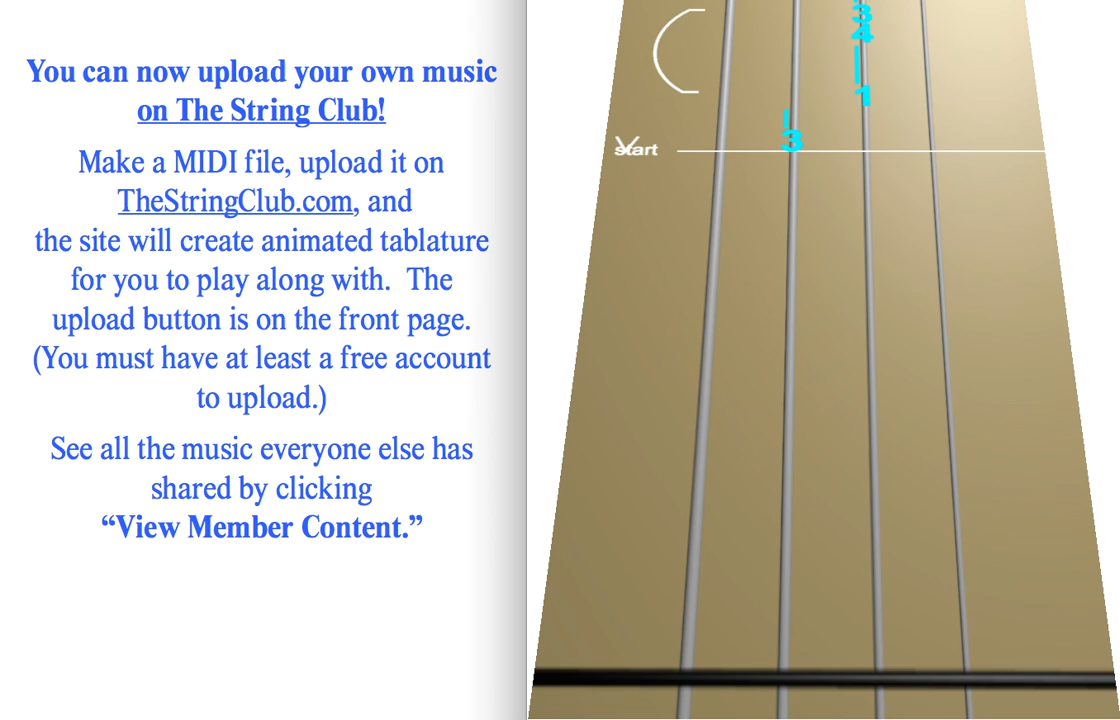 You can now upload your own music
on The String Club!
Make a MIDI file, upload it on
TheStringClub.com, and
the site will create animated tablature
for you to play along with.  The
upload button is on the front page.
(You must have at least a free account
to upload.)
See all the music everyone else has
shared by clicking
“View Member Content.”
3
4
1
3
V
start